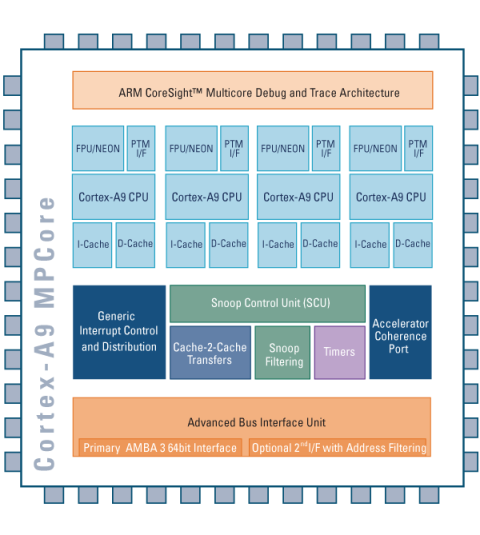 Cortex-A9 MPCore
ARM CoreSight™ Multicore Debug and Trace Architecture
FPU/NEON
PTM
I/F
FPU/NEON
PTM
I/F
FPU/NEON
PTM
I/F
FPU/NEON
PTM
I/F
Cortex-A9 CPU
Cortex-A9 CPU
Cortex-A9 CPU
Cortex-A9 CPU
I-Cache
D-Cache
I-Cache
D-Cache
I-Cache
D-Cache
I-Cache
D-Cache
Generic
Interrupt Control
and Distribution
Snoop Control Unit (SCU)
Cache-2-Cache
Transfers
Snoop
Filtering
Timers
Accelerator
Coherence
Port
Advanced Bus Interface Unit
Primary AMBA 3 64bit Interface
Optional 2nd I/F with Address Filtering